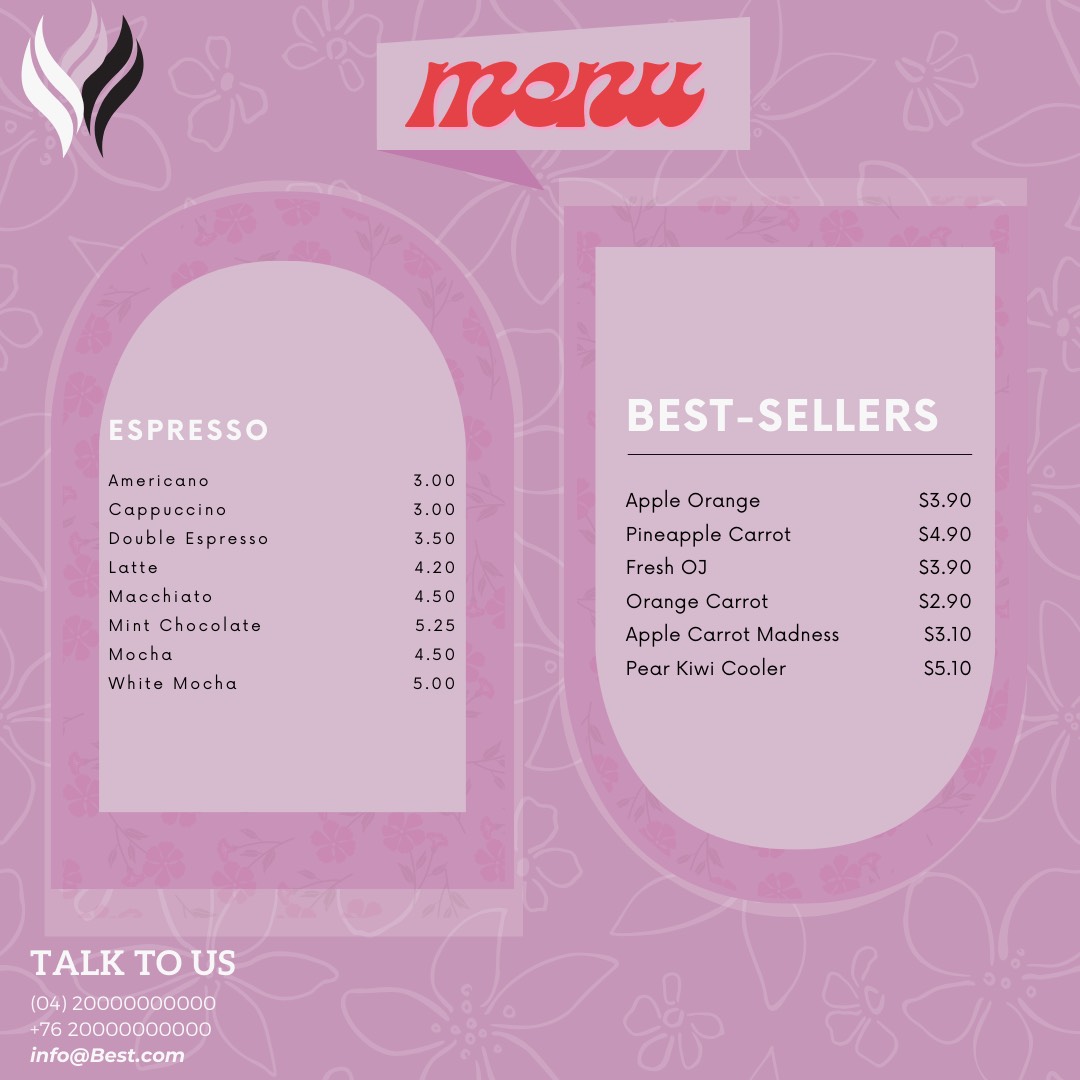 menu
ESPRESSO
Americano 3.00
Cappuccino 3.00
Double Espresso 3.50
Latte 4.20
Macchiato 4.50
Mint Chocolate 5.25
Mocha 4.50
White Mocha 5.00
BEST-SELLERS
Apple Orange $3.90
Pineapple Carrot $4.90
Fresh OJ $3.90
Orange Carrot $2.90
Apple Carrot Madness $3.10
Pear Kiwi Cooler $5.10
TALK TO US
(04) 20000000000
+76 20000000000
info@Best.com